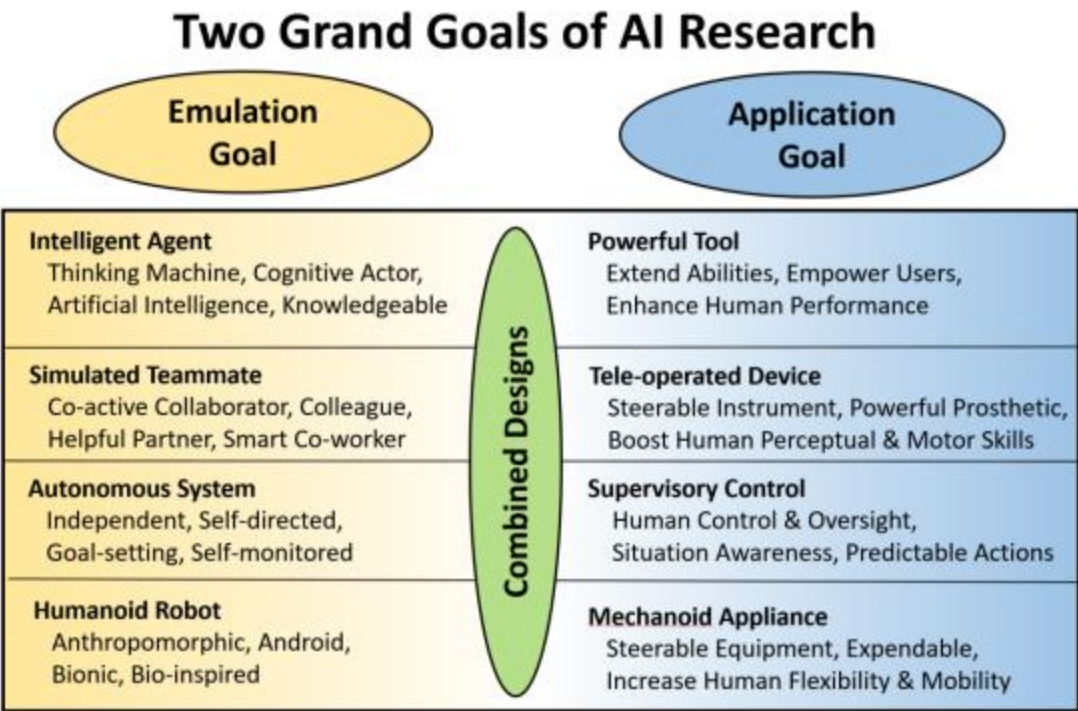 Two Grand Goals of AI Research
Emulation
Goal
Application
Goal
Intelligent Agent
Thinking Machine, Cognitive Actor,
Artificial Intelligence, Knowledgeable
Powerful Tool
Extend Abilities, Empower Users,
Enhance Human Performance
Simulated Teammate
Co-active Collaborator, Colleague,
Helpful Partner, Smart Co-worker
Tele-operated Device
Steerable Instrument, Powerful Prosthetic,
Boost Human Perceptual & Motor Skills
Autonomous System
Independent, Self-directed,
Goal-setting, Self-monitored
Supervisory Control
Human Control & Oversight,
Situation Awareness, Predictable Actions
Humanoid Robot
Anthropomorphic, Android,
Bionic, Bio-inspired
Mechanoid Appliance
Steerable Equipment, Expendable,
Increase Human Flexibility & Mobility
Combined Designs